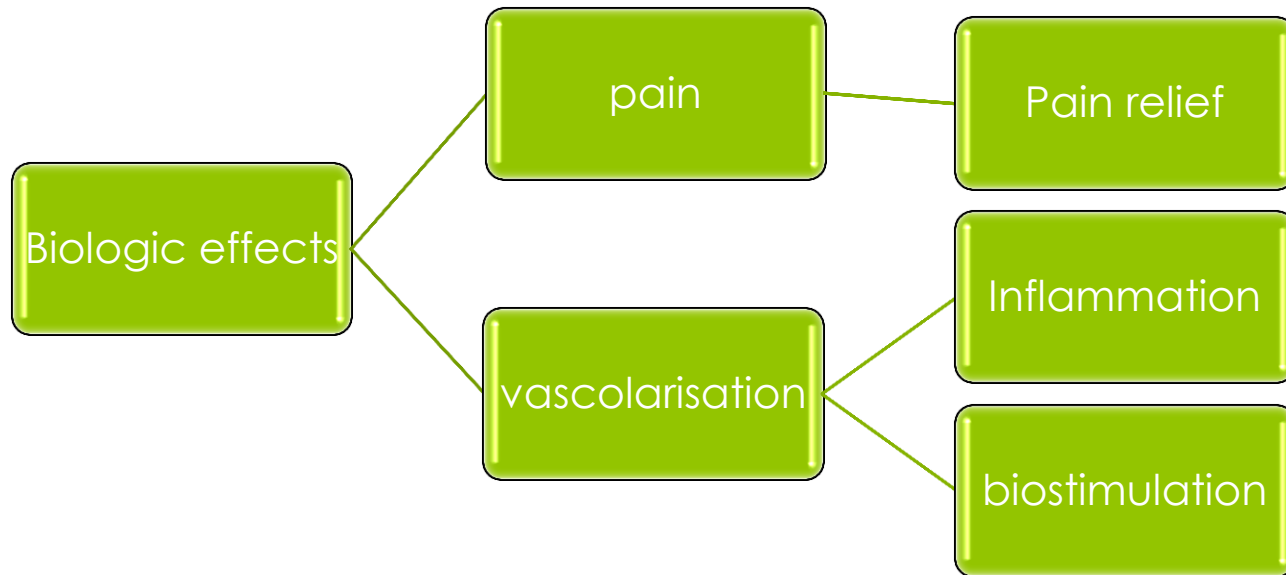 Biologic effects
pain
Pain relief
vascolarisation
Inflammation
biostimulation